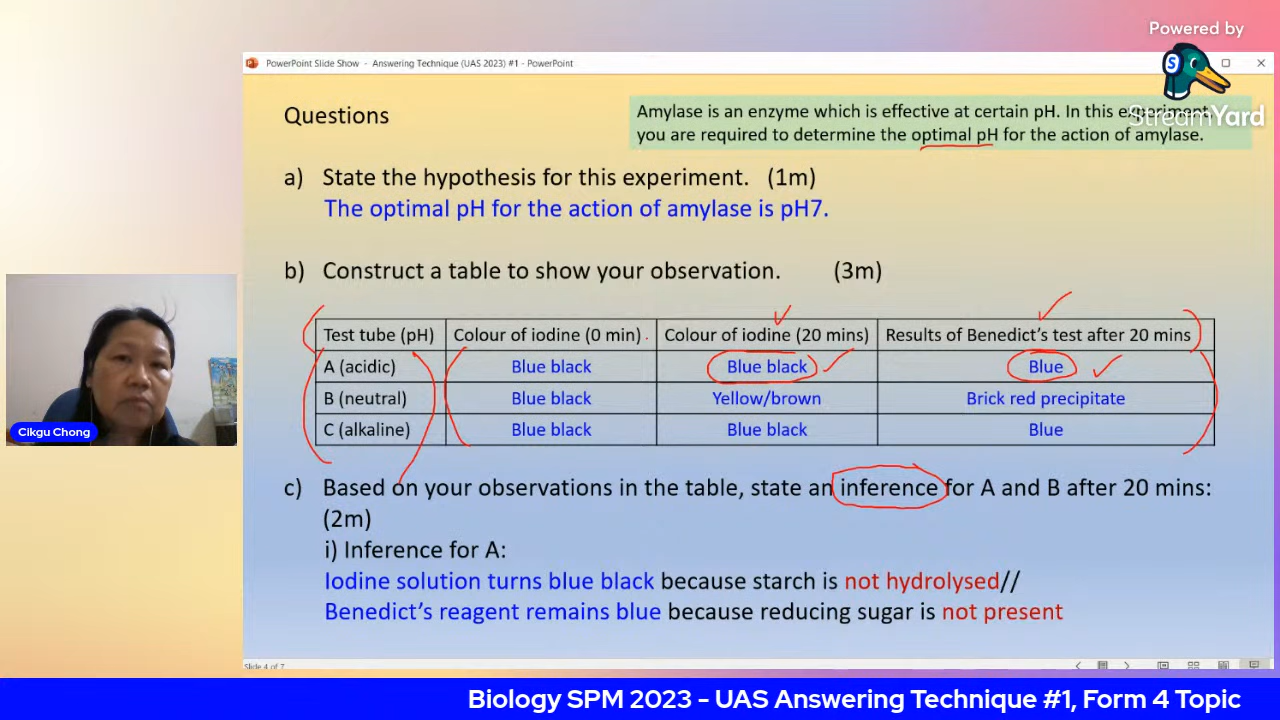 Powered by
StreamYard
PowerPoint Slide Show - Answering Technique (UAS 2023) #1 - PowerPoint
Questions
Amylase is an enzyme which is effective at certain pH. In this experiment,
you are required to determine the optimal pH for the action of amylase.
a) State the hypothesis for this experiment. (1m)
The optimal pH for the action of amylase is pH7.
b) Construct a table to show your observation. (3m)
Test tube (pH) Colour of iodine (0 min) Colour of iodine (20 mins) Results of Benedict's test after 20 mins
A (acidic) Blue black Blue black Blue
B (neutral) Blue black Yellow/brown Brick red precipitate
C (alkaline) Blue black Blue black Blue
c) Based on your observations in the table, state an inference for A and B after 20 mins:
(2m)
i) Inference for A:
Iodine solution turns blue black because starch is not hydrolysed//
Benedict's reagent remains blue because reducing sugar is not present
Slide 4 of 7
Cikgu Chong
Biology SPM 2023 - UAS Answering Technique #1, Form 4 Topic